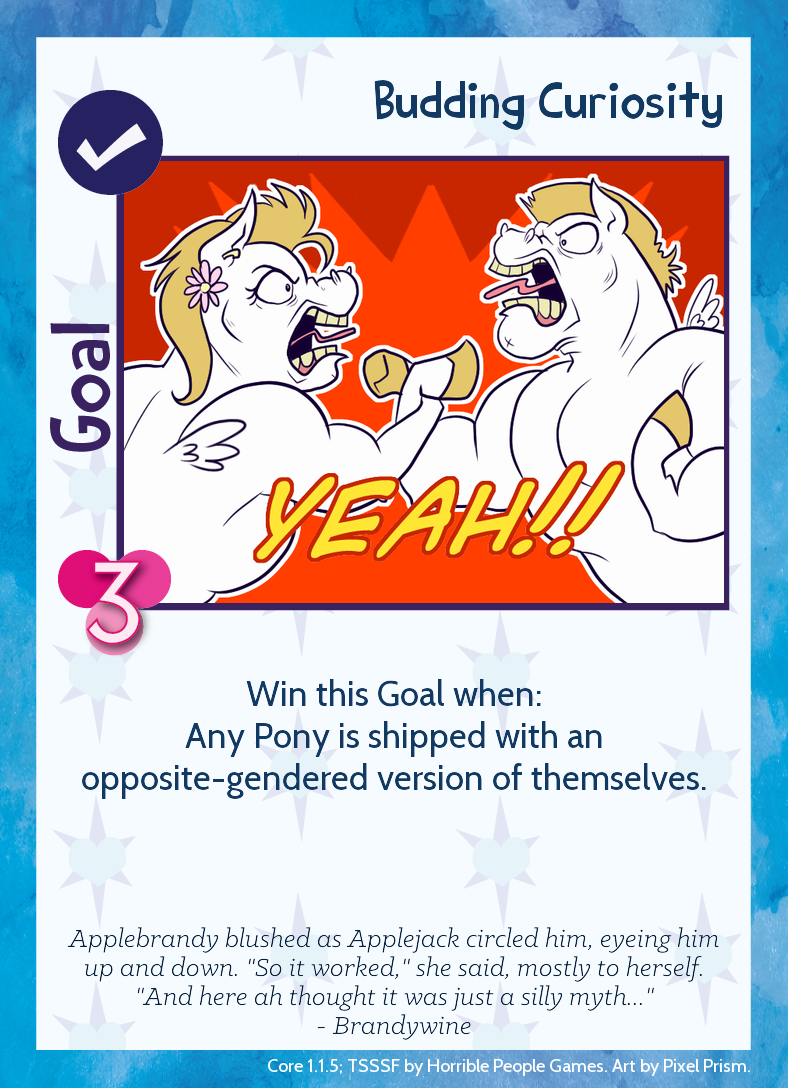 Budding Curiosity
Goal
YEAH!!
3
Win this Goal when:
Any Pony is shipped with an
opposite-gendered version of themselves.
Applebrandy blushed as Applejack circled him, eyeing him
up and down. "So it worked," she said, mostly to herself.
"And here ah thought it was just a silly myth..."
- Brandywine
Core 1.1.5; TSSSF by Horrible People Games. Art by Pixel Prism.